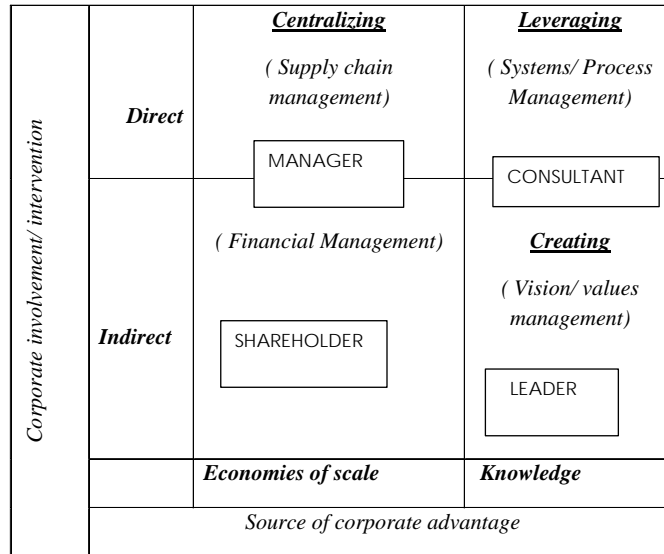 Corporate involvement/ intervention
Direct
Centralizing
( Supply chain
management)
MANAGER
Leveraging
( Systems/ Process
Management)
CONSULTANT
Indirect
( Financial Management)
SHAREHOLDER
Creating
( Vision/ values
management)
LEADER
Economies of scale
Knowledge
Source of corporate advantage